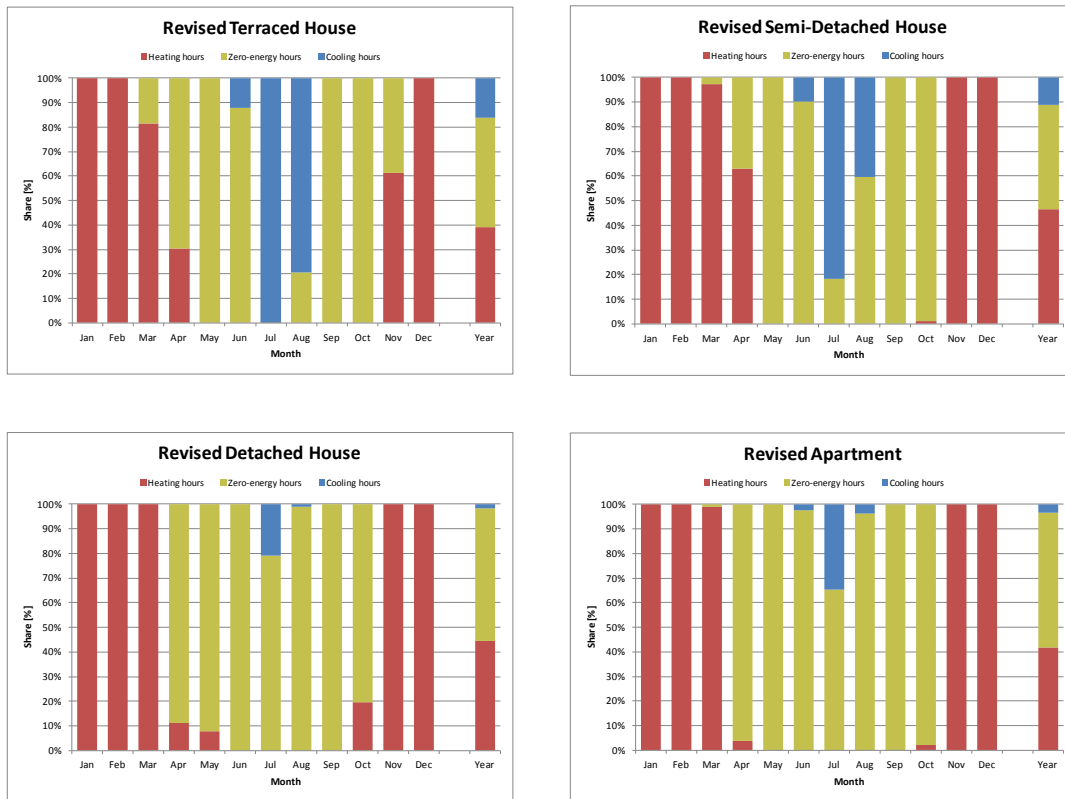 Revised Terraced House
Heating hours Zero-energy hours Cooling hours
100%
90%
80%
70%
60%
50%
40%
30%
20%
10%
0%
Share [%]
Jan Feb Mar Apr May Jun Jul Aug Sep Oct Nov Dec Year
Month
Revised Semi-Detached House
Heating hours Zero-energy hours Cooling hours
100%
90%
80%
70%
60%
50%
40%
30%
20%
10%
0%
Share [%]
Jan Feb Mar Apr May Jun Jul Aug Sep Oct Nov Dec Year
Month
Revised Detached House
Heating hours Zero-energy hours Cooling hours
100%
90%
80%
70%
60%
50%
40%
30%
20%
10%
0%
Share [%]
Jan Feb Mar Apr May Jun Jul Aug Sep Oct Nov Dec Year
Month
Revised Apartment
Heating hours Zero-energy hours Cooling hours
100%
90%
80%
70%
60%
50%
40%
30%
20%
10%
0%
Share [%]
Jan Feb Mar Apr May Jun Jul Aug Sep Oct Nov Dec Year
Month